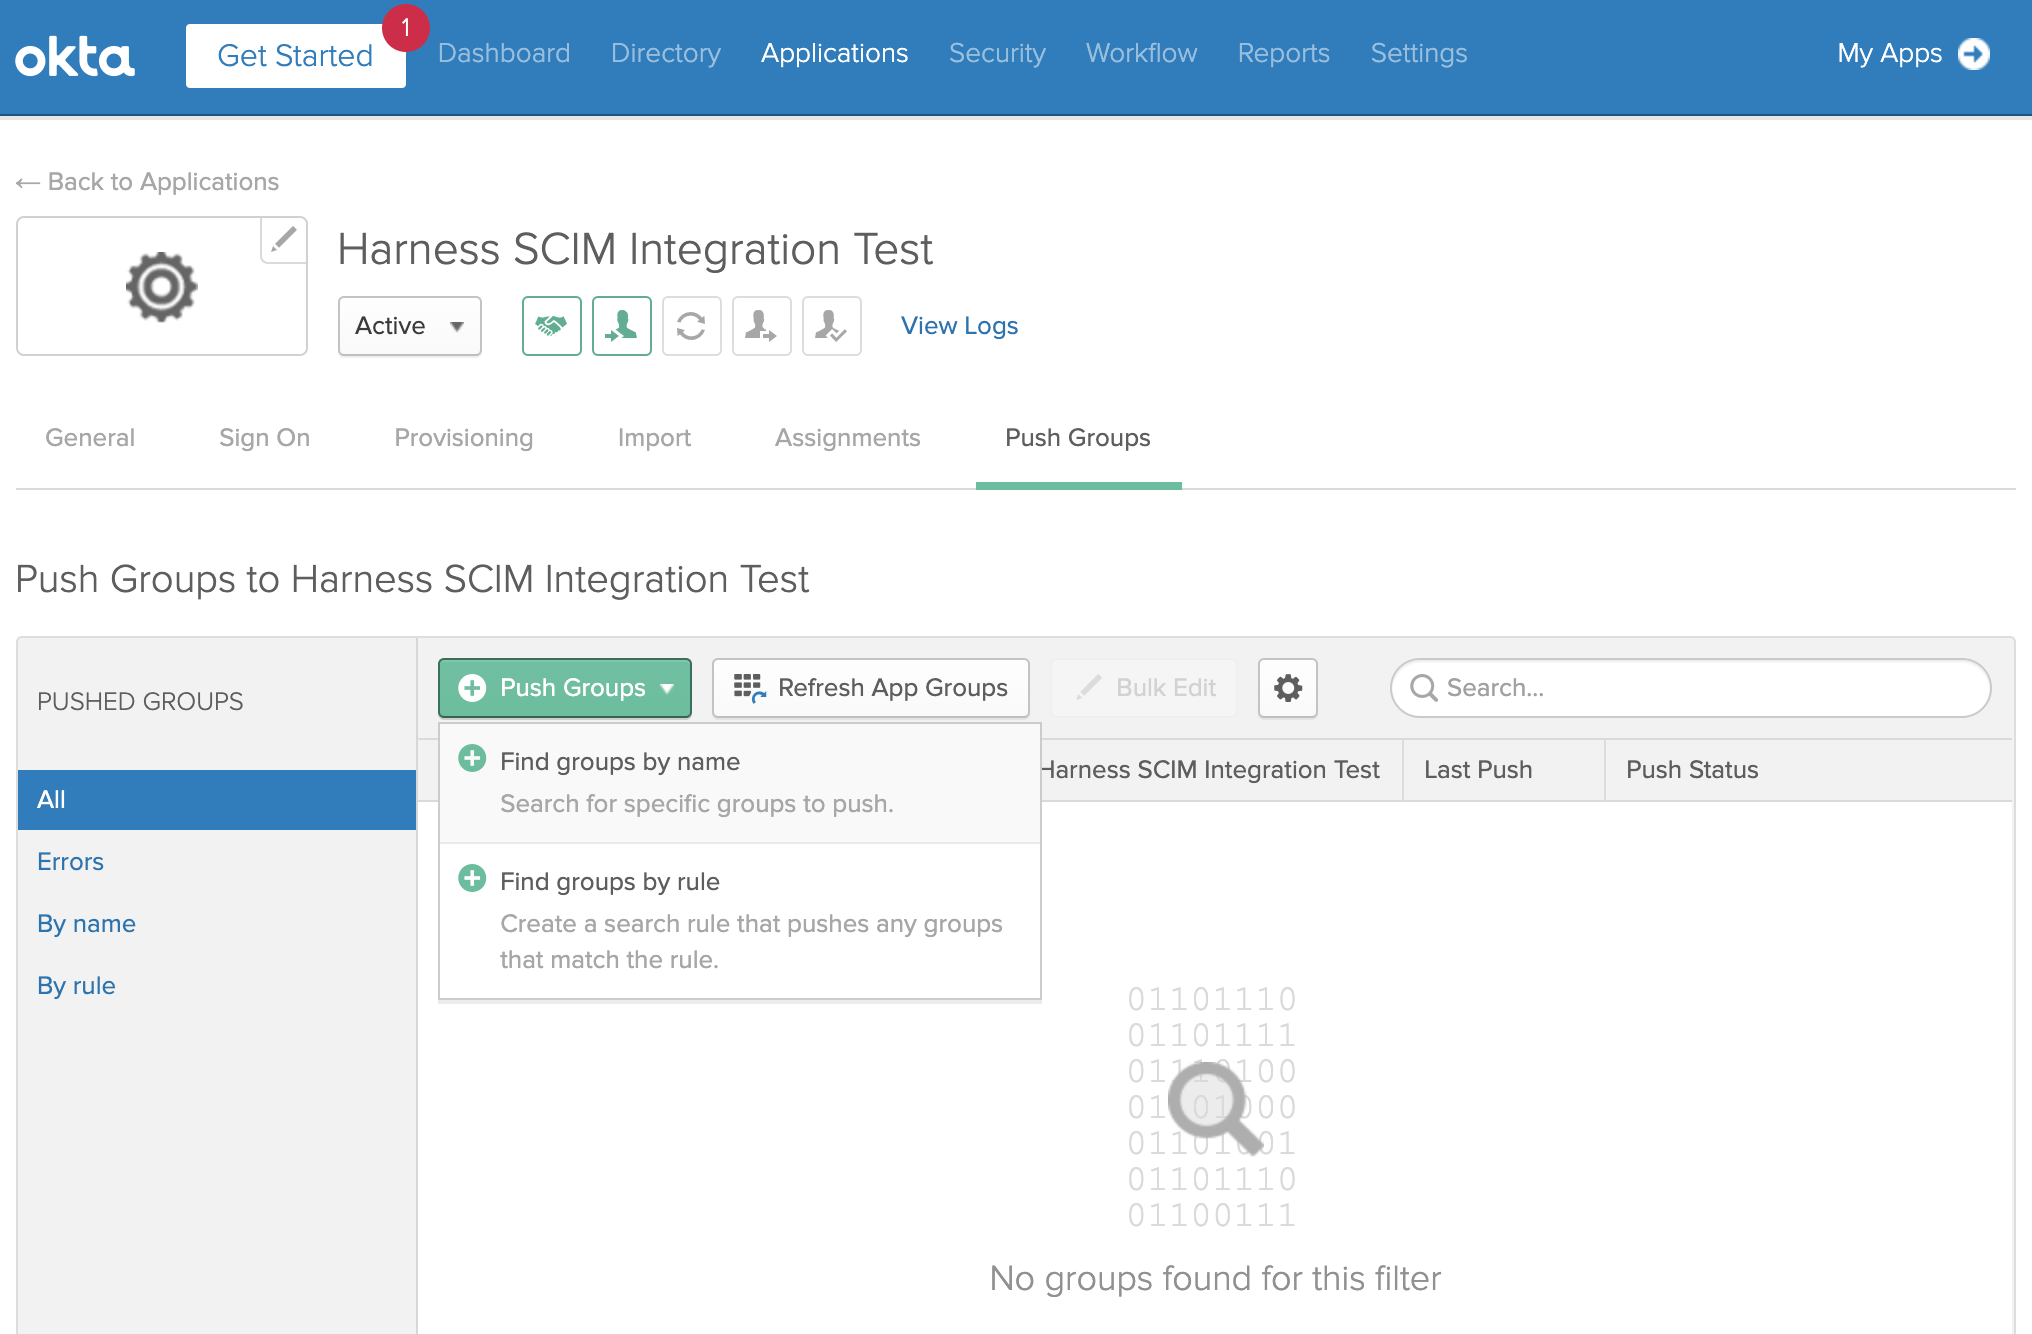 okta
Get Started
1
Dashboard
Directory
Applications
Security
Workflow
Reports
Settings
My Apps
← Back to Applications
Harness SCIM Integration Test
Active
View Logs
General
Sign On
Provisioning
Import
Assignments
Push Groups
Push Groups to Harness SCIM Integration Test
PUSHED GROUPS
All
Errors
By name
By rule
Push Groups
Refresh App Groups
Bulk Edit
Search...
Find groups by name
Search for specific groups to push.
Find groups by rule
Create a search rule that pushes any groups
that match the rule.
Harness SCIM Integration Test
Last Push
Push Status
01101110
01101111
01110100
01101000
01101001
01101110
01100111
No groups found for this filter